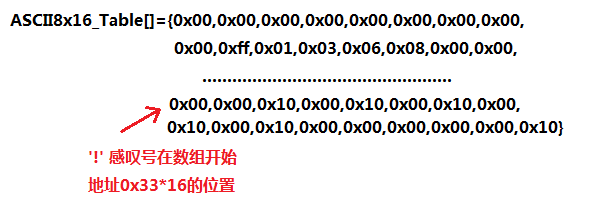 ASCII8x16_Table[]={0x00,0x00,0x00,0x00,0x00,0x00,0x00,0x00,
0x00,0xff,0x01,0x03,0x06,0x08,0x00,0x00,
...................................................
0x00,0x00,0x10,0x00,0x10,0x00,0x10,0x00,
0x10,0x00,0x10,0x00,0x00,0x00,0x00,0x00,0x10}
'!' 感叹号在数组开始
地址0x33*16的位置